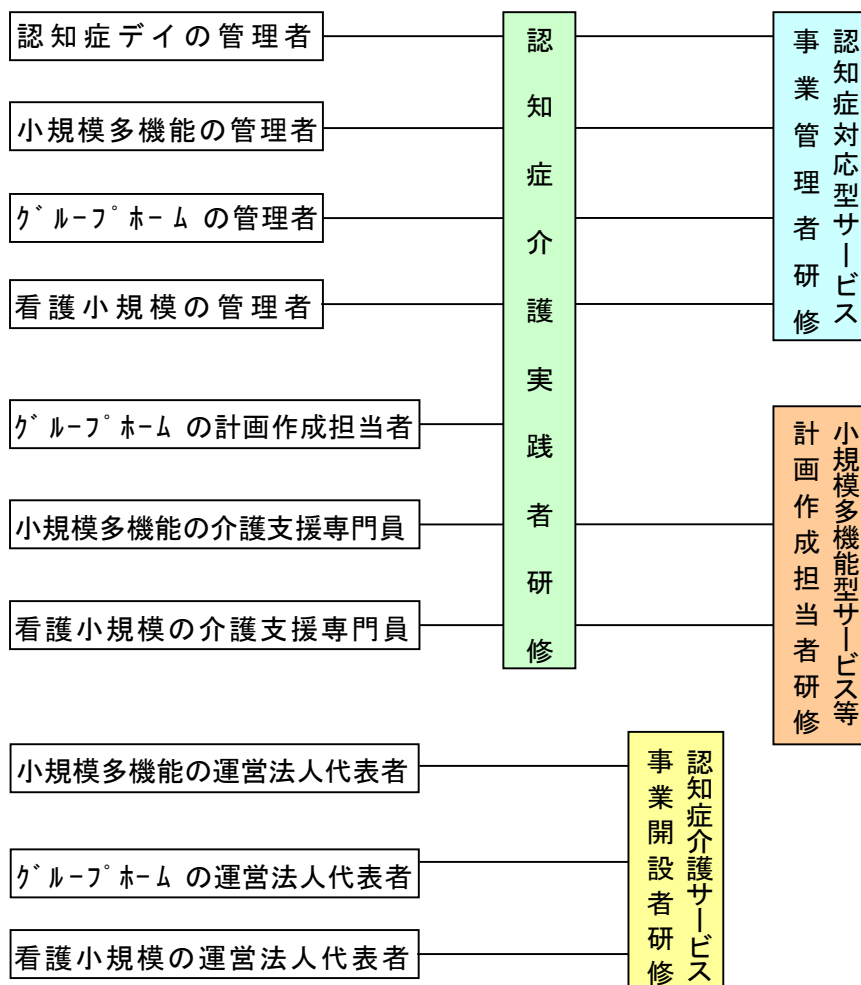 認知症デイの管理者
小規模多機能の管理者
ｸﾞﾙｰﾌﾟﾎｰﾑ の管理者
看護小規模の管理者
ｸﾞﾙｰﾌﾟﾎｰﾑ の計画作成担当者
小規模多機能の介護支援専門員
看護小規模の介護支援専門員
小規模多機能の運営法人代表者
ｸﾞﾙｰﾌﾟﾎｰﾑ の運営法人代表者
看護小規模の運営法人代表者
認知症介護実践者研修
認知症対応型サービス
事業管理者研修
小規模多機能型サービス等
計画作成担当者研修
認知症介護サービス
事業開設者研修